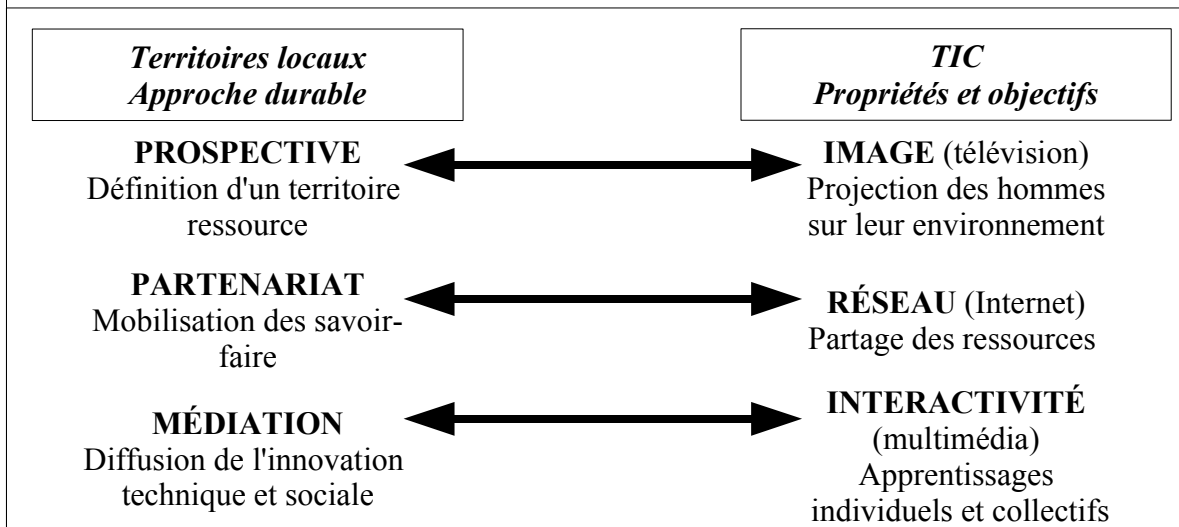 Territoires locaux
Approche durable
TIC
Propriétés et objectifs
PROSPECTIVE
Définition d'un territoire
ressource
IMAGE (télévision)
Projection des hommes
sur leur environnement
PARTENARIAT
Mobilisation des savoir-
faire
RÉSEAU (Internet)
Partage des ressources
MÉDIATION
Diffusion de l'innovation
technique et sociale
INTERACTIVITÉ
(multimédia)
Apprentissages
individuels et collectifs